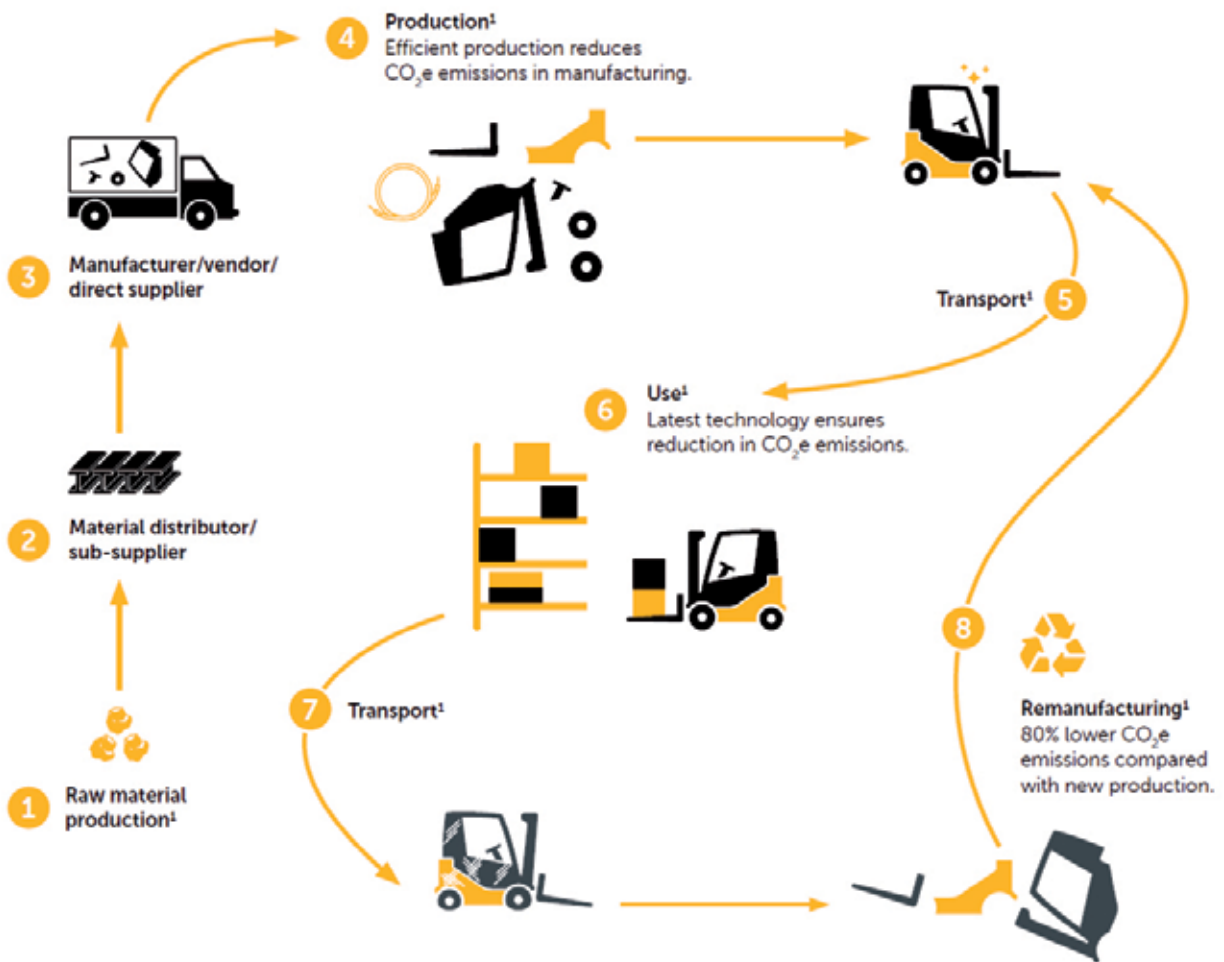 4
Production¹
Efficient production reduces
CO₂e emissions in manufacturing.
3
Manufacturer/vendor/
direct supplier
Transport¹
5
6
Use¹
Latest technology ensures
reduction in CO₂e emissions.
2
Material distributor/
sub-supplier
8
7
Transport¹
Remanufacturing¹
80% lower CO₂e
emissions compared
with new production.
1
Raw material
production¹